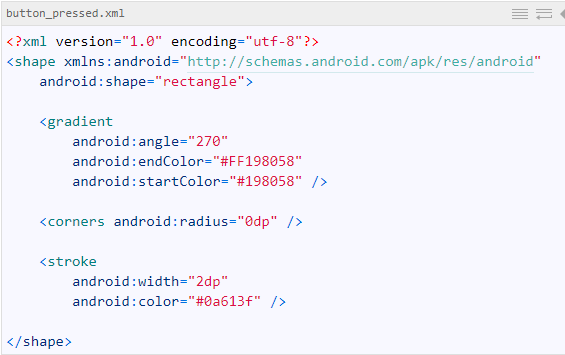 button_pressed.xml
<?xml version="1.0" encoding="utf-8"?>
<shape xmlns:android="http://schemas.android.com/apk/res/android"
    android:shape="rectangle">

    <gradient
        android:angle="270"
        android:endColor="#FF198058"
        android:startColor="#198058" />

    <corners android:radius="0dp" />

    <stroke
        android:width="2dp"
        android:color="#0a613f" />

</shape>